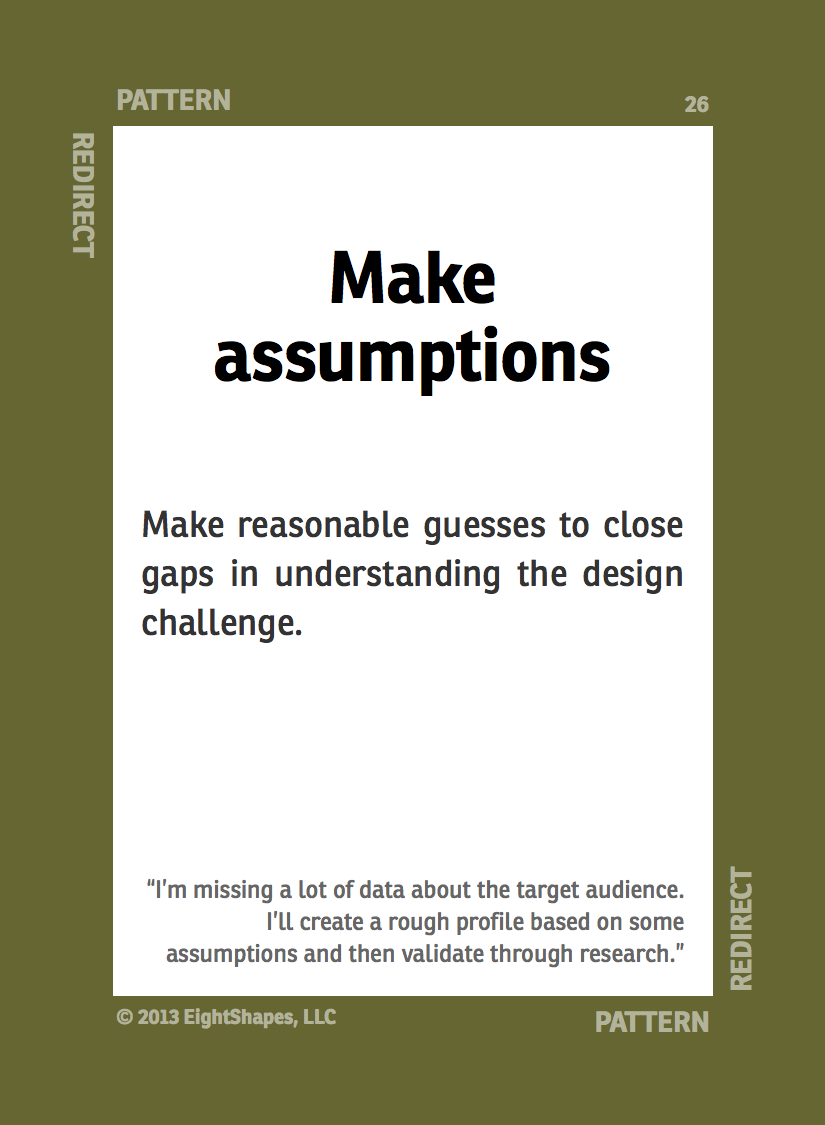 PATTERN
26
REDIRECT
Make
assumptions
Make reasonable guesses to close
gaps in understanding the design
challenge.
“I’m missing a lot of data about the target audience.
I’ll create a rough profile based on some
assumptions and then validate through research.”
REDIRECT
© 2013 EightShapes, LLC
PATTERN